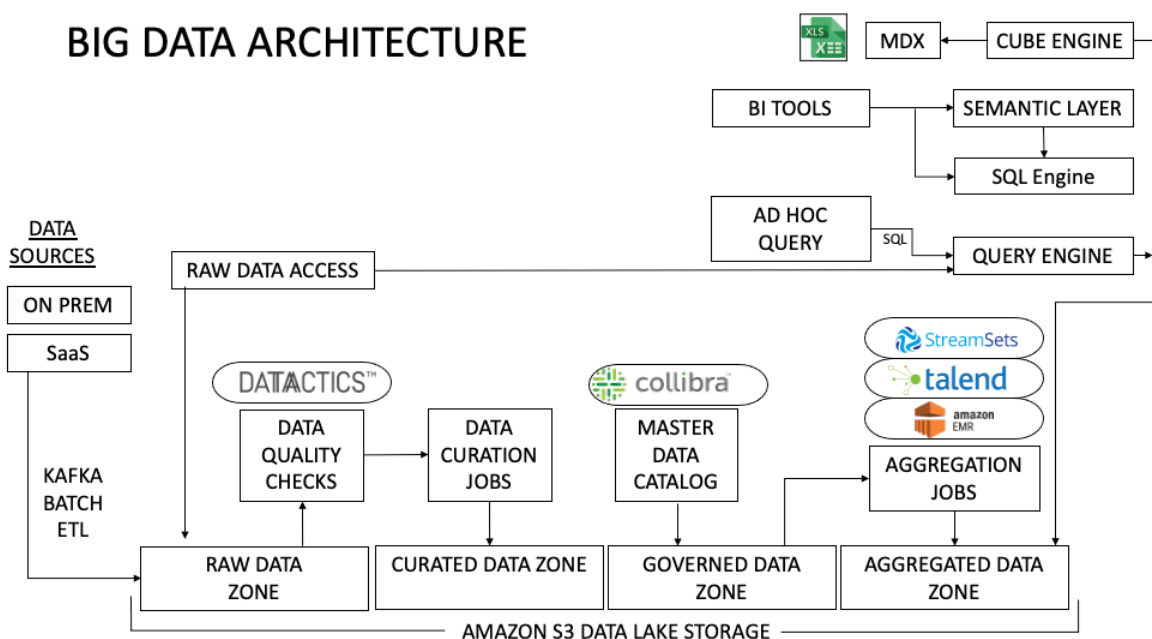 BIG DATA ARCHITECTURE
XLS
X
MDX
CUBE ENGINE
BI TOOLS
SEMANTIC LAYER
SQL Engine
AD HOC
QUERY
SQL
QUERY ENGINE
DATA
SOURCES
RAW DATA ACCESS
ON PREM
SaaS
StreamSets
DATACTICS™
collibra™
talend
amazon
EMR
DATA
QUALITY
CHECKS
DATA
CURATION
JOBS
MASTER
DATA
CATALOG
AGGREGATION
JOBS
KAFKA
BATCH
ETL
RAW DATA
ZONE
CURATED DATA ZONE
GOVERNED DATA
ZONE
AGGREGATED DATA
ZONE
AMAZON S3 DATA LAKE STORAGE